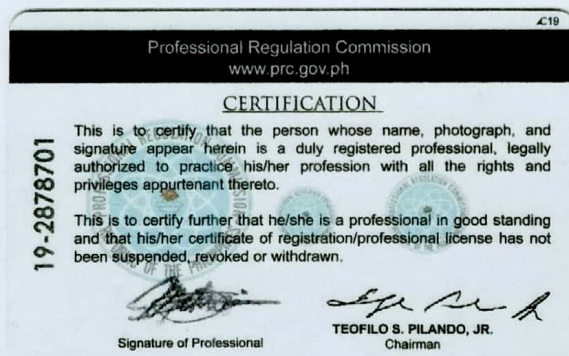 C19
Professional Regulation Commission
www.prc.gov.ph
CERTIFICATION
19-2878701
This is to certify that the person whose name, photograph, and
signature appear herein is a duly registered professional, legally
authorized to practice his/her profession with all the rights and
privileges appurtenant thereto.
This is to certify further that he/she is a professional in good standing
and that his/her certificate of registration/professional license has not
been suspended, revoked or withdrawn.
Signature of Professional
TEOFILO S. PILANDO, JR.
Chairman